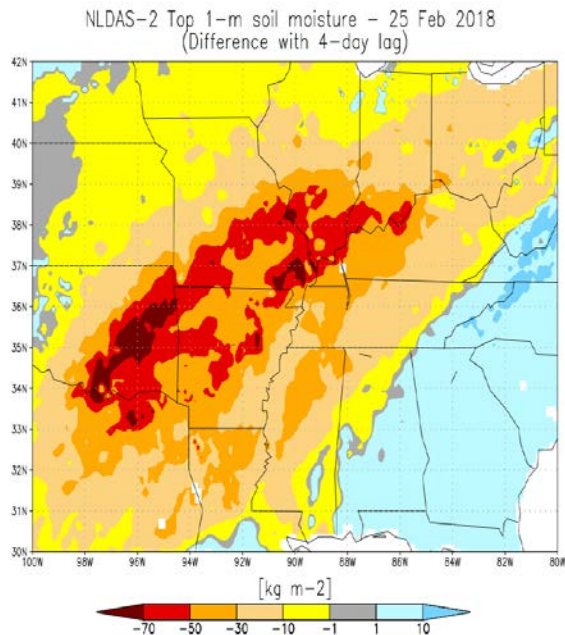 NLDAS-2 Top 1-m soil moisture - 25 Feb 2018
(Difference with 4-day lag)
42N
41N
40N
39N
38N
37N
36N
35N
34N
33N
32N
31N
30N
100W 98W 96W 94W 92W 90W 88W 86W 84W 82W 80W
[kg m-2]
-70 -50 -30 -10 -1 1 10